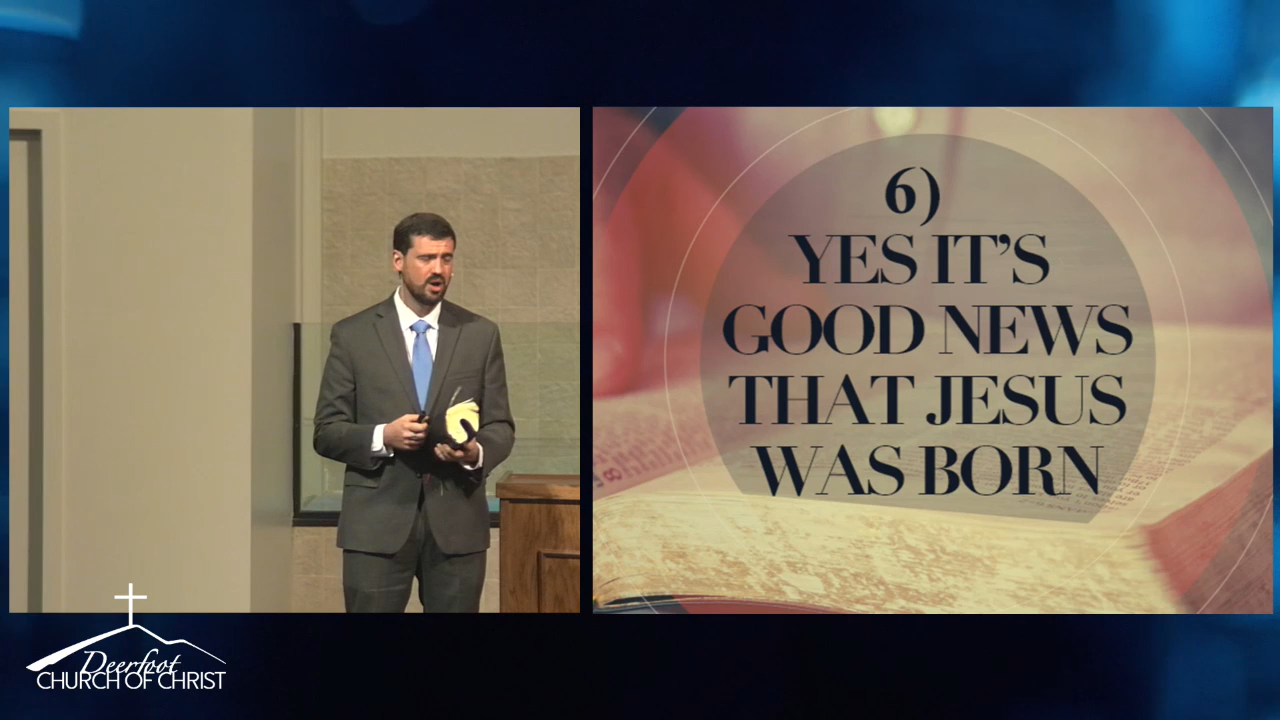 6)
YES IT'S
GOOD NEWS
THAT JESUS
WAS BORN
Deerfoot
CHURCH OF CHRIST